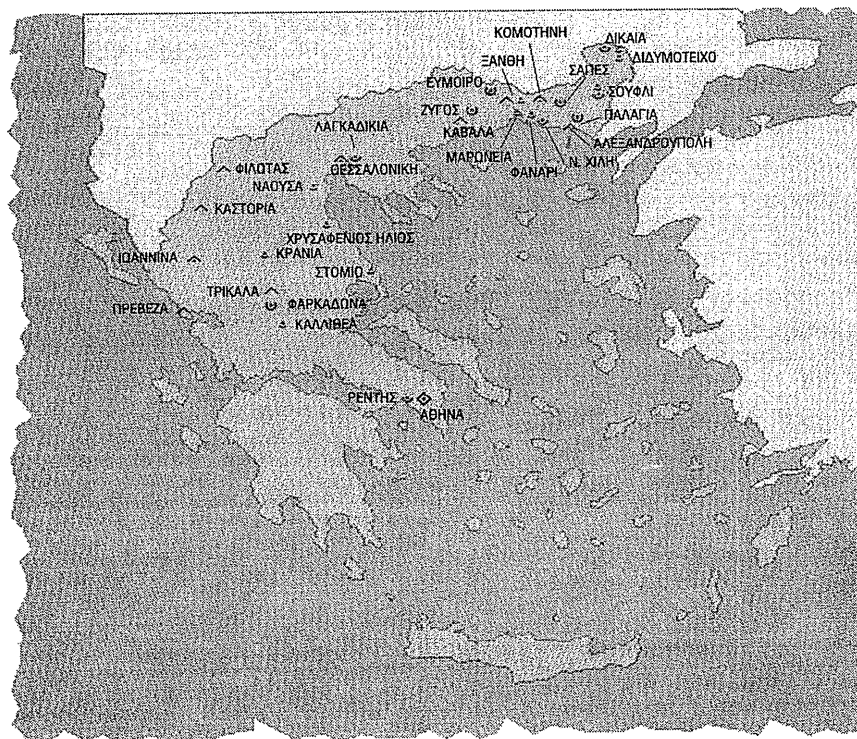 ΚΟΜΟΤΗΝΗ
ΔΙΚΑΙΑ
ΔΙΔΥΜΟΤΕΙΧΟ
ΞΑΝΘΗ
ΣΑΠΕΣ
ΕΥΜΟΙΡΟ
ΣΟΥΦΛΙ
ΖΥΓΟΣ
ΠΑΛΑΓΙΑ
ΚΑΒΑΛΑ
ΛΑΓΚΑΔΙΚΙΑ
ΑΛΕΞΑΝΔΡΟΥΠΟΛΗ
ΜΑΡΩΝΕΙΑ
Ν. ΧΙΛΗ
ΦΑΝΑΡΙ
ΦΙΛΩΤΑΣ
ΘΕΣΣΑΛΟΝΙΚΗ
ΝΑΟΥΣΑ
ΚΑΣΤΟΡΙΑ
ΧΡΥΣΑΦΕΝΙΟΣ ΗΛΙΟΣ
ΙΩΑΝΝΙΝΑ
ΚΡΑΝΙΑ
ΣΤΟΜΙΟ
ΤΡΙΚΑΛΑ
ΠΡΕΒΕΖΑ
ΦΑΡΚΑΔΩΝΑ
ΚΑΛΛΙΘΕΑ
ΡΕΝΤΗΣ
ΑΘΗΝΑ